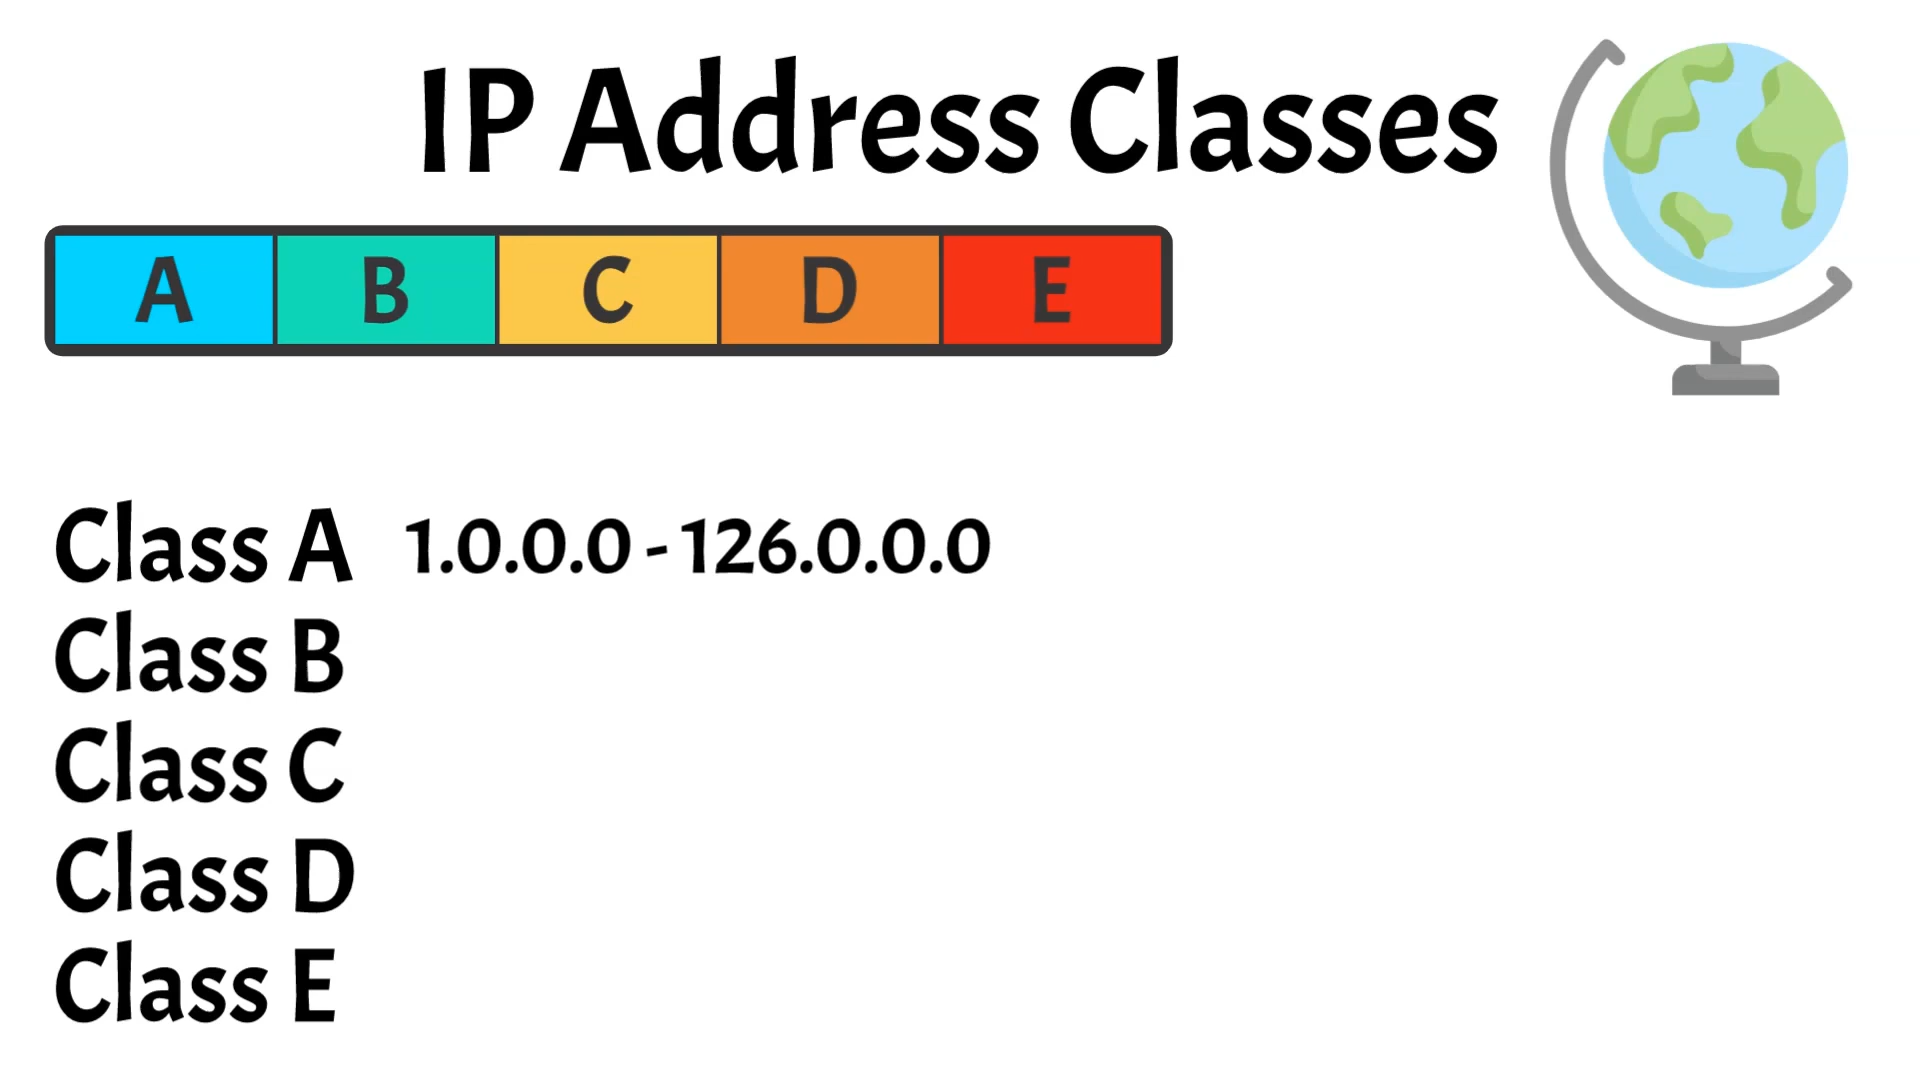 IP Address Classes
A B C D E
Class A 1.0.0.0 - 126.0.0.0
Class B
Class C
Class D
Class E